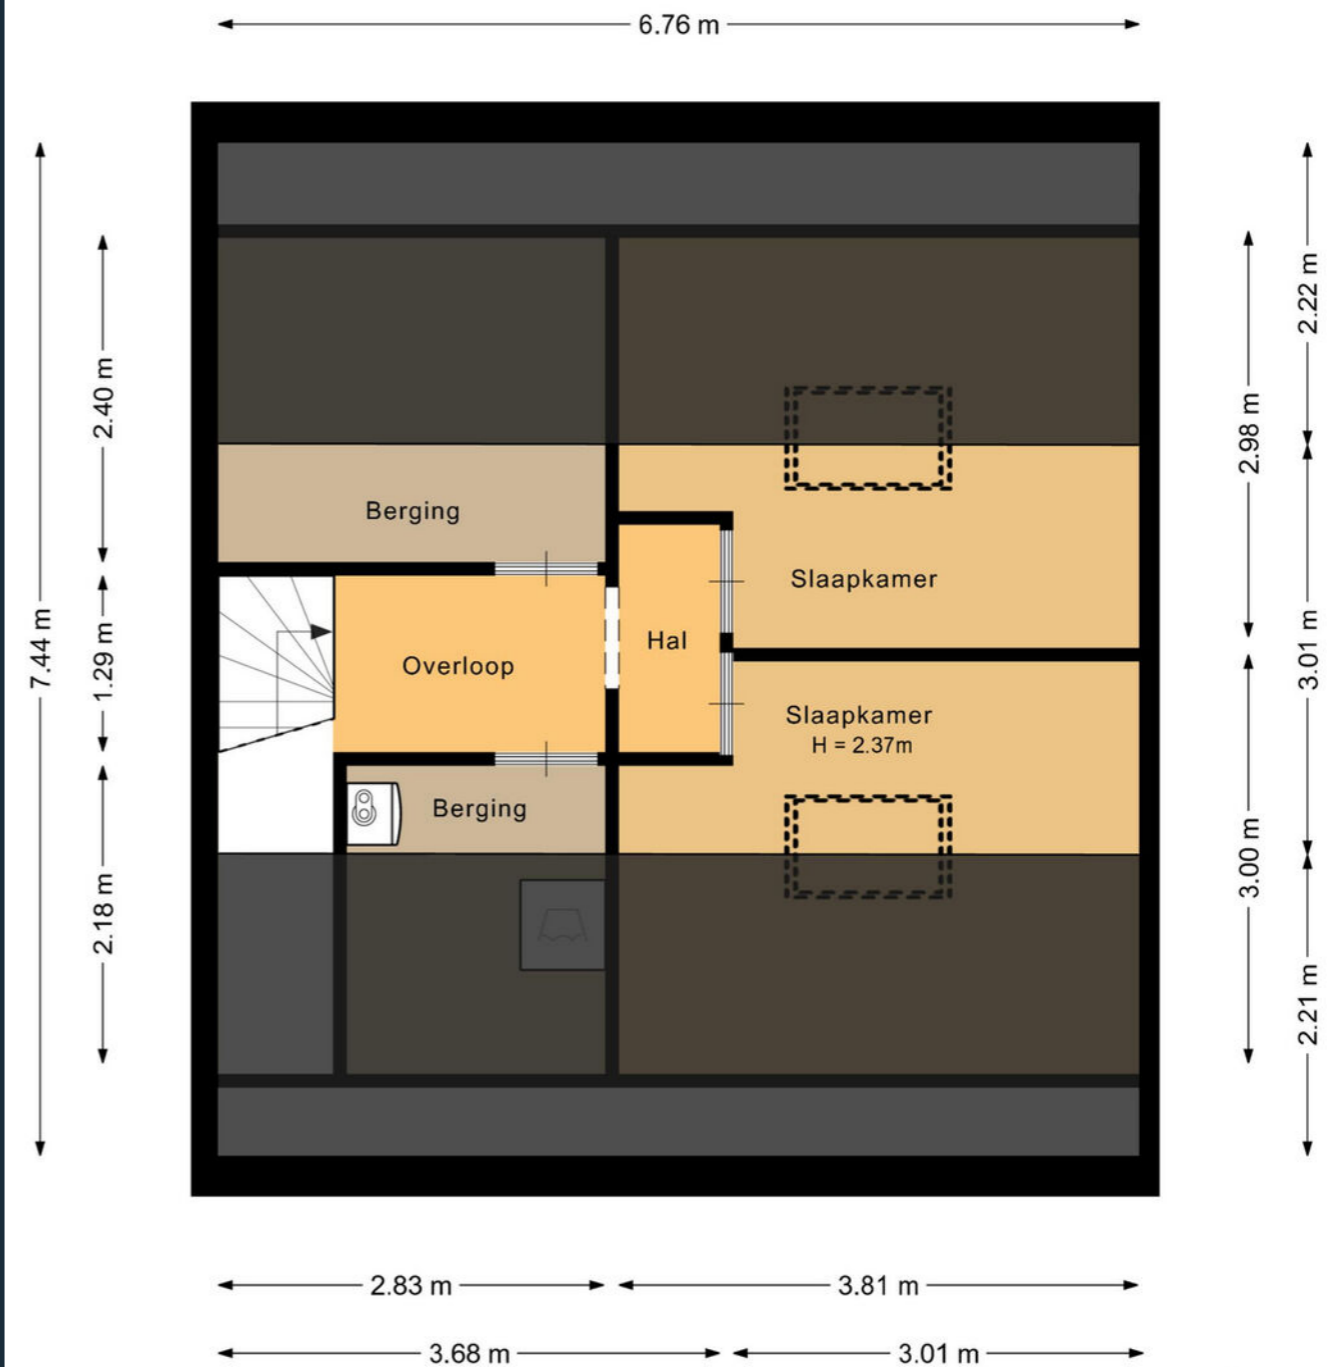 6.76 m
7.44 m
2.40 m
1.29 m
2.18 m
Berging
Overloop
Hal
Berging
Slaapkamer
Slaapkamer
H = 2.37m
2.98 m
3.00 m
2.22 m
3.01 m
2.21 m
2.83 m
3.81 m
3.68 m
3.01 m